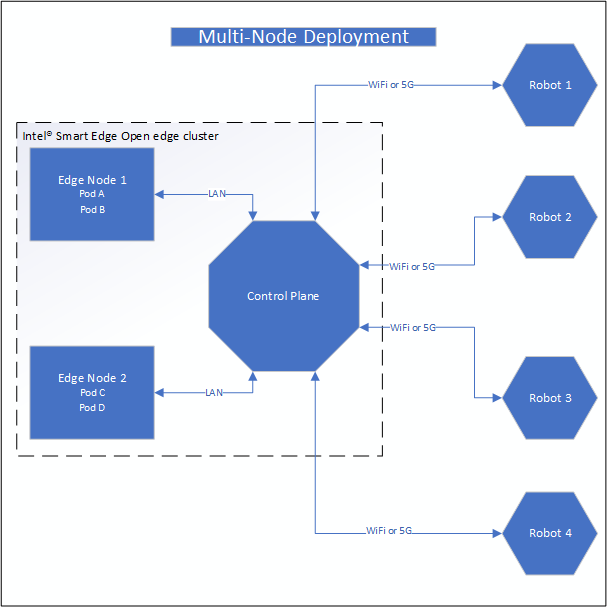 Multi-Node Deployment
WiFi or 5G
Robot 1
Intel® Smart Edge Open edge cluster
Edge Node 1
Pod A
Pod B
LAN
Robot 2
WiFi or 5G
Control Plane
WiFi or 5G
Edge Node 2
Pod C
Pod D
LAN
Robot 3
WiFi or 5G
Robot 4